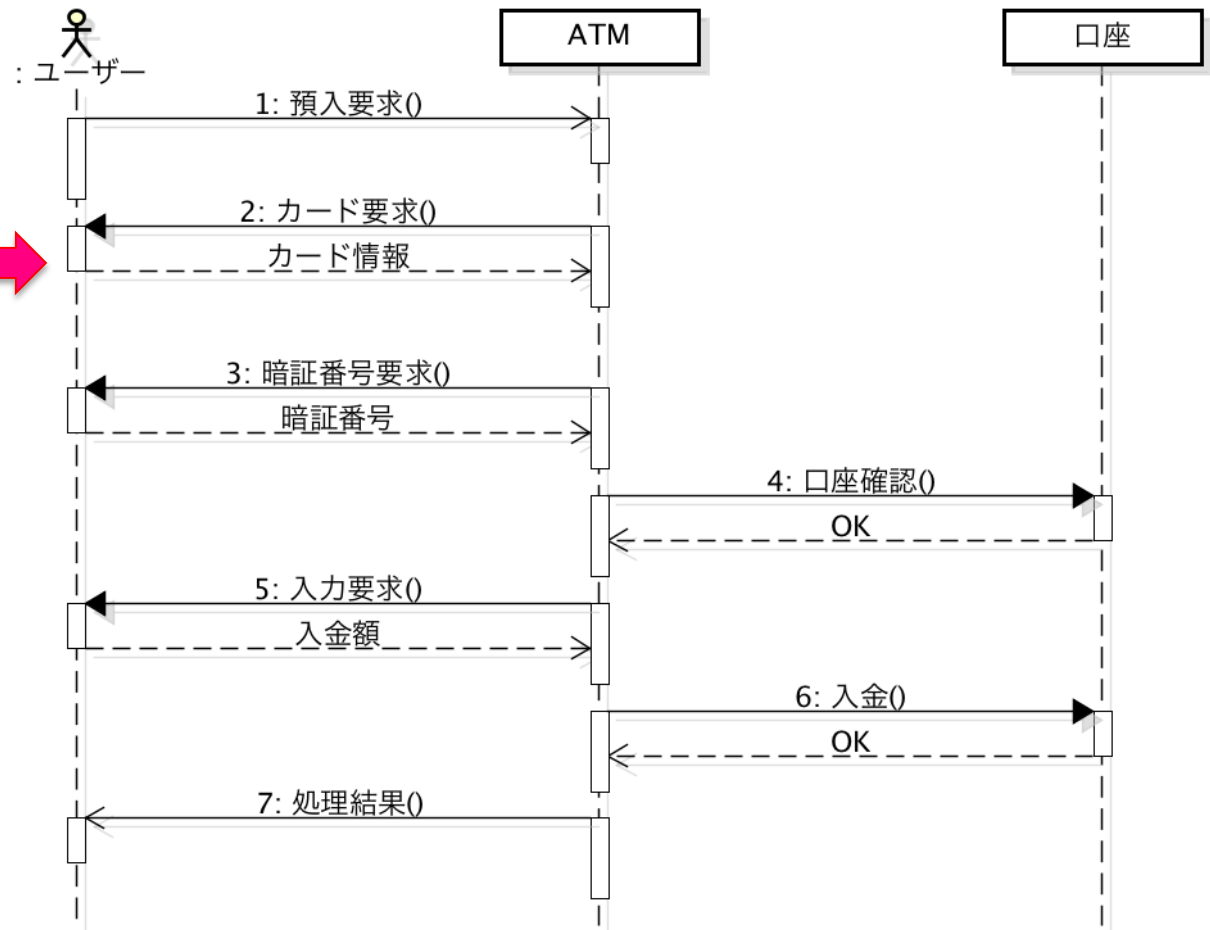 : ユーザー
ATM
口座
1: 預入要求()
2: カード要求()
カード情報
3: 暗証番号要求()
暗証番号
4: 口座確認()
OK
5: 入力要求()
入金額
6: 入金()
OK
7: 処理結果()